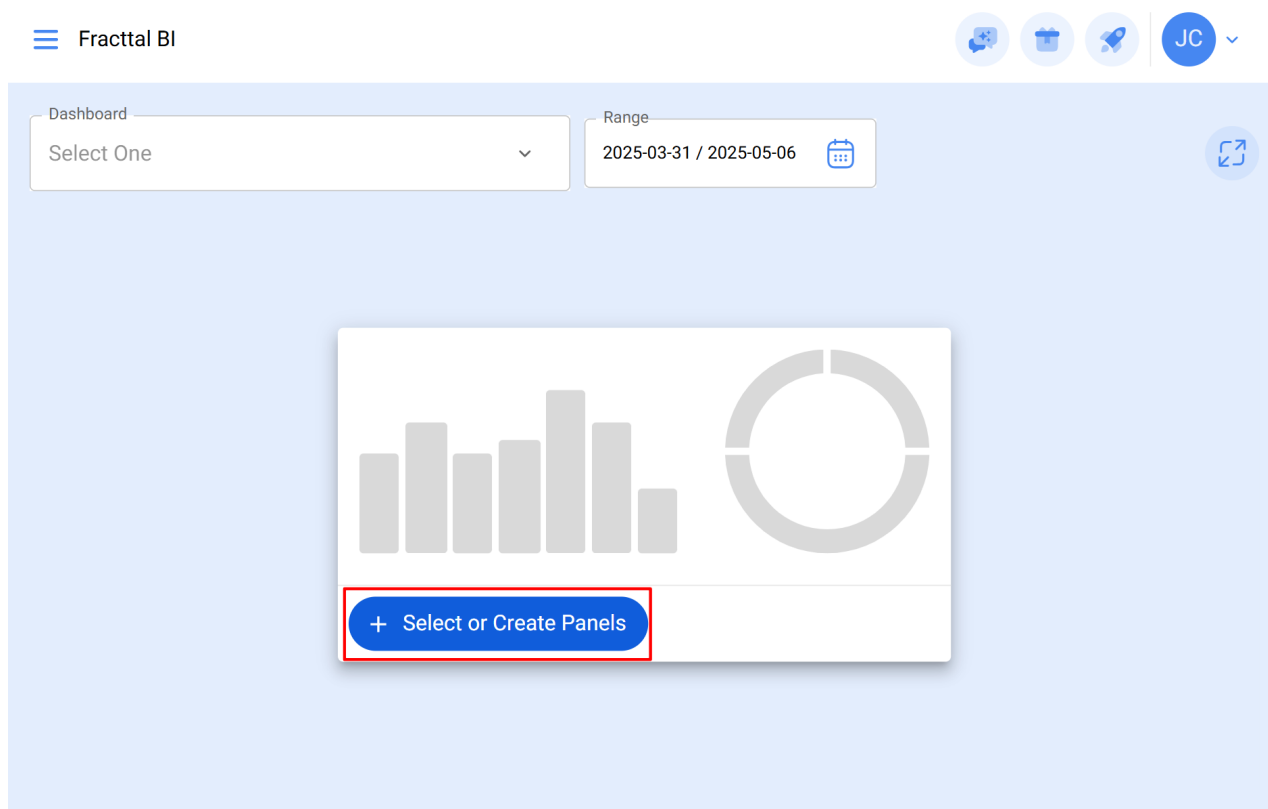 Fracttal BI
JC
Dashboard
Select One
Range
2025-03-31 / 2025-05-06
+ Select or Create Panels